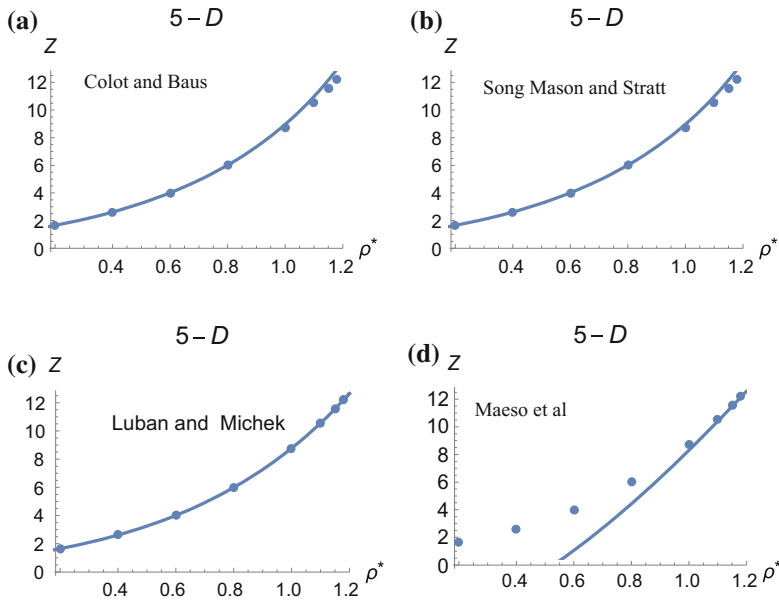 (a)
5 – D
Z
Colot and Baus
12
10
8
6
4
2
0
0.4 0.6 0.8 1.0 1.2
ρ*
(b)
5 – D
Z
Song Mason and Stratt
12
10
8
6
4
2
0
0.4 0.6 0.8 1.0 1.2
ρ*
(c)
5 – D
Z
Luban and Michek
12
10
8
6
4
2
0
0.4 0.6 0.8 1.0 1.2
ρ*
(d)
5 – D
Z
Maeso et al
12
10
8
6
4
2
0
0.4 0.6 0.8 1.0 1.2
ρ*